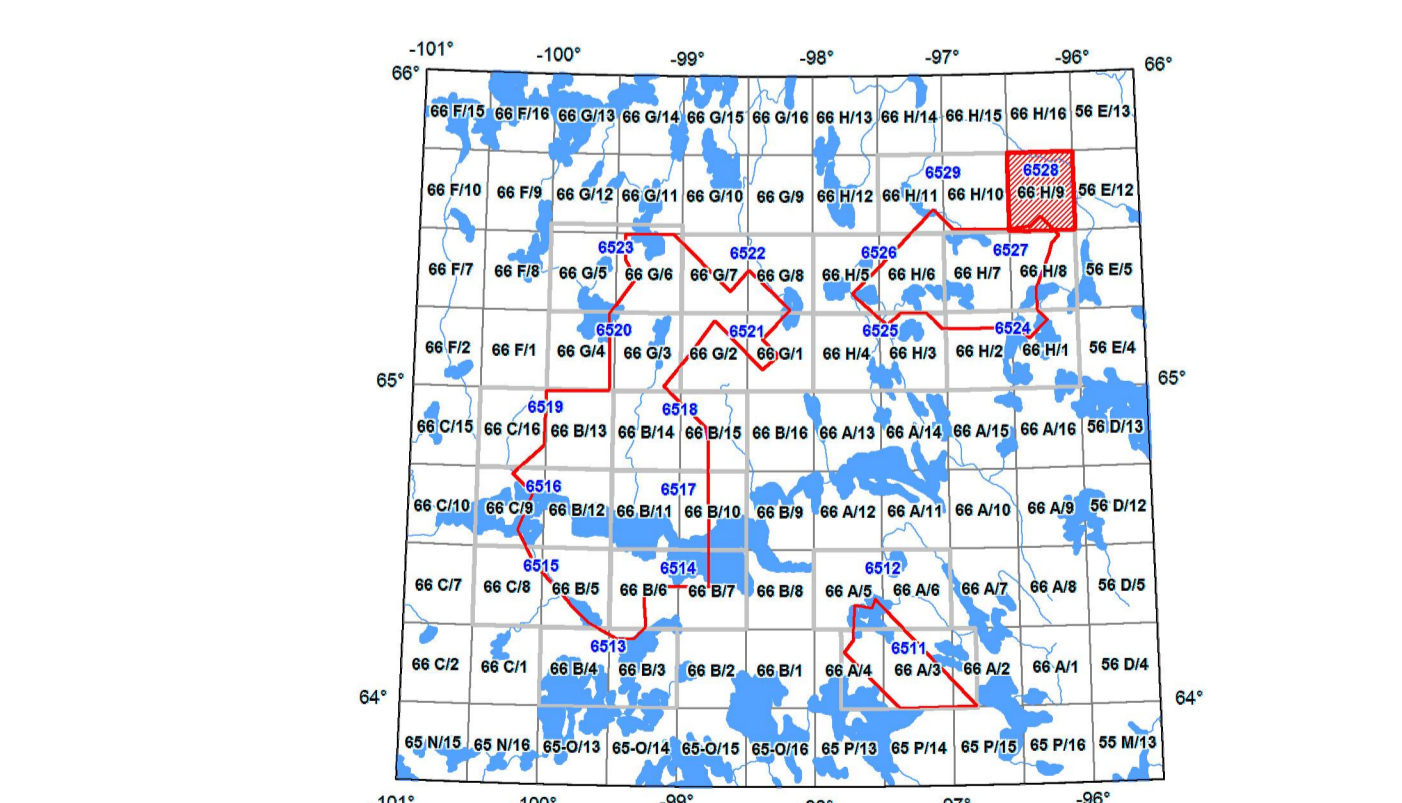 -101° -100° -99° -98° -97° -96°
66° 66°
66 F/15 66 F/16 66 G/13 66 G/14 66 G/15 66 G/16 66 H/13 66 H/14 66 H/15 66 H/16 56 E/13
6529 6528
66 F/10 66 F/9 66 G/12 66 G/11 66 G/10 66 G/9 66 H/12 66 H/11 66 H/10 66 H/9 56 E/12
6523 6522 6526 6527
66 F/7 66 F/8 66 G/5 66 G/6 66 G/7 66 G/8 66 H/5 66 H/6 66 H/7 66 H/8 56 E/5
6520 6521 6525 6524
66 F/2 66 F/1 66 G/4 66 G/3 66 G/2 66 G/1 66 H/4 66 H/3 66 H/2 66 H/1 56 E/4
65° 65°
6519 6518
66 C/15 66 C/16 66 B/13 66 B/14 66 B/15 66 B/16 66 A/13 66 A/14 66 A/15 66 A/16 56 D/13
6516 6517
66 C/10 66 C/9 66 B/12 66 B/11 66 B/10 66 B/9 66 A/12 66 A/11 66 A/10 66 A/9 56 D/12
6515 6514 6512
66 C/7 66 C/8 66 B/5 66 B/6 66 B/7 66 B/8 66 A/5 66 A/6 66 A/7 66 A/8 56 D/5
6513 6511
66 C/2 66 C/1 66 B/4 66 B/3 66 B/2 66 B/1 66 A/4 66 A/3 66 A/2 66 A/1 56 D/4
64° 64°
65 N/15 65 N/16 65-O/13 65-O/14 65-O/15 65-O/16 65 P/13 65 P/14 65 P/15 65 P/16 55 M/13
-99° -96°